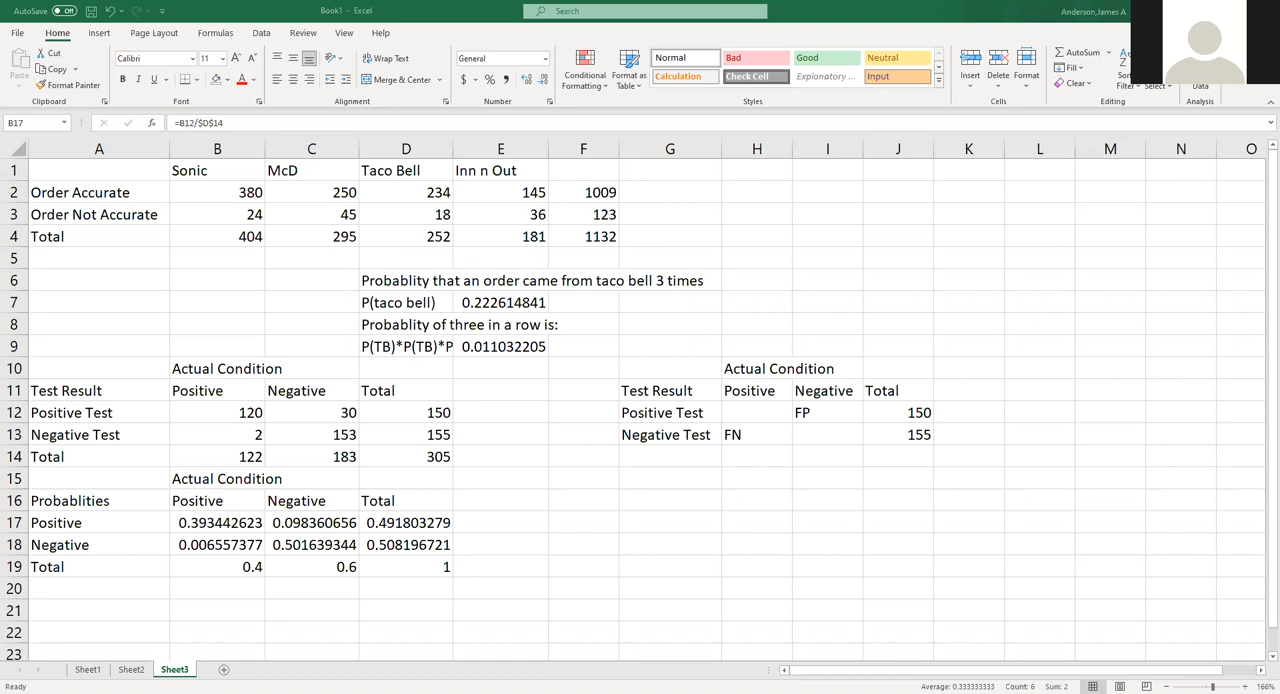 AutoSave Off Book1 - Excel Search Anderson,James A
File Home Insert Page Layout Formulas Data Review View Help
Paste Cut Copy Format Painter Clipboard
Calibri 11 B I U Font
Wrap Text Merge & Center Alignment
General $ % Number
Conditional Formatting Format as Table Normal Bad Good Neutral Calculation Check Cell Explanatory ... Input Styles
Insert Delete Format Cells
AutoSum Fill Clear Filter Select Editing
Data Analysis
B17 fx =B12/$D$14
A B C D E F G H I J K L M N O
1 Sonic McD Taco Bell Inn n Out
2 Order Accurate 380 250 234 145 1009
3 Order Not Accurate 24 45 18 36 123
4 Total 404 295 252 181 1132
5
6 Probablity that an order came from taco bell 3 times
7 P(taco bell) 0.222614841
8 Probablity of three in a row is:
9 P(TB)*P(TB)*P 0.011032205
10 Actual Condition Actual Condition
11 Test Result Positive Negative Total Test Result Positive Negative Total
12 Positive Test 120 30 150 Positive Test FP 150
13 Negative Test 2 153 155 Negative Test FN 155
14 Total 122 183 305
15 Actual Condition
16 Probablities Positive Negative Total
17 Positive 0.393442623 0.098360656 0.491803279
18 Negative 0.006557377 0.501639344 0.508196721
19 Total 0.4 0.6 1
20
21
22
23
Sheet1 Sheet2 Sheet3
Ready Average: 0.333333333 Count: 6 Sum: 2 166%